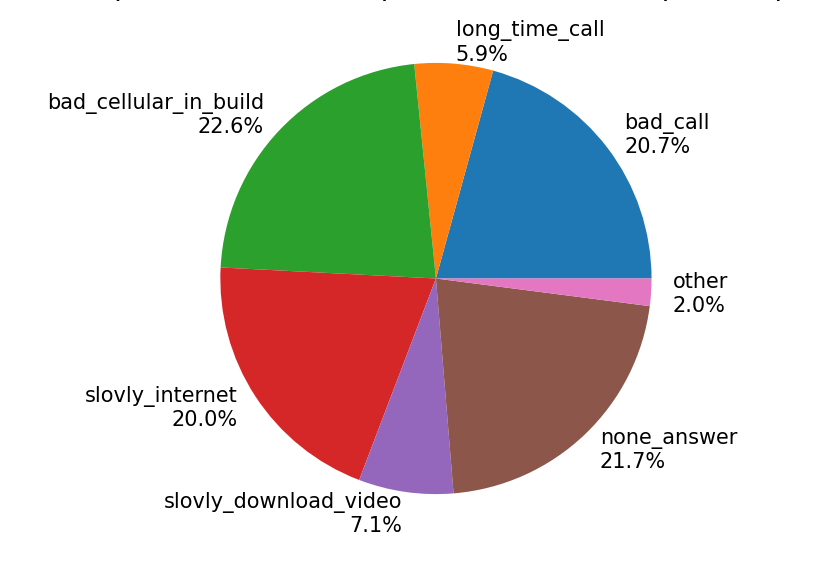 long_time_call
5.9%
bad_cellular_in_build
22.6%
bad_call
20.7%
other
2.0%
slovly_internet
20.0%
none_answer
21.7%
slovly_download_video
7.1%